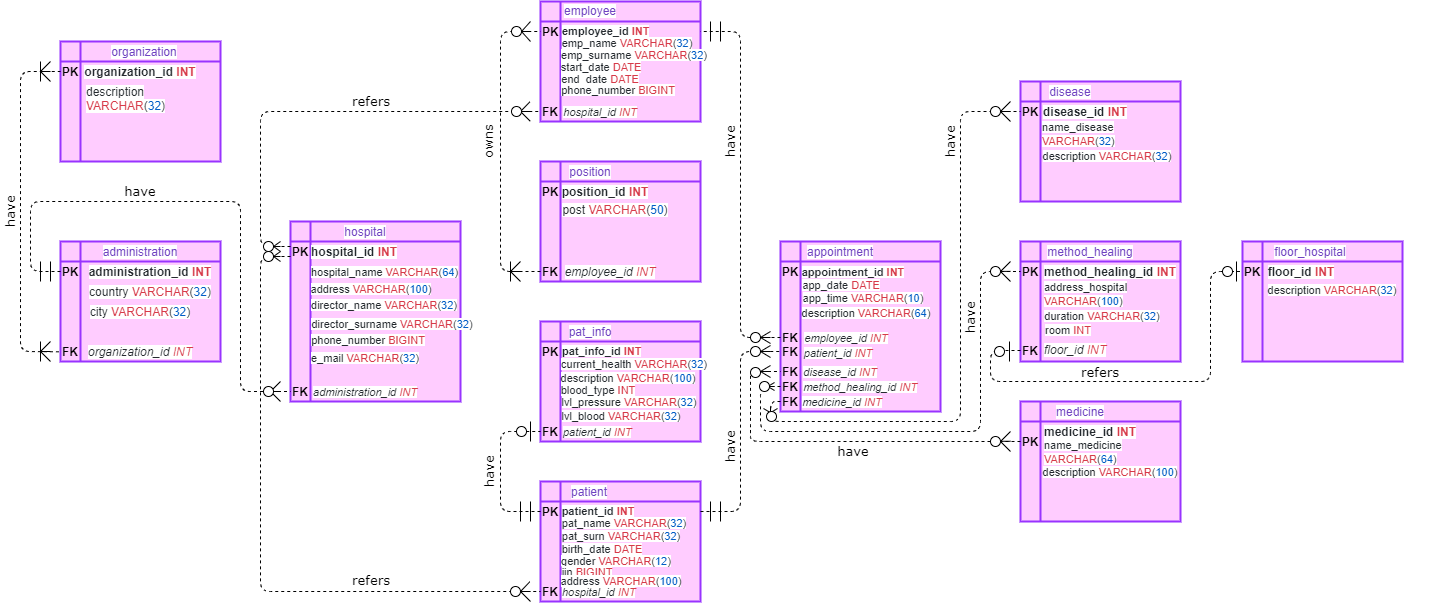 organization
PK organization_id INT
description
VARCHAR(32)
have
have
administration
PK administration_id INT
country VARCHAR(32)
city VARCHAR(32)
FK organization_id INT
refers
hospital
PK hospital_id INT
hospital_name VARCHAR(64)
address VARCHAR(100)
director_name VARCHAR(32)
director_surname VARCHAR(32)
phone_number BIGINT
e_mail VARCHAR(32)
FK administration_id INT
refers
employee
PK employee_id INT
emp_name VARCHAR(32)
emp_surname VARCHAR(32)
start_date DATE
end_date DATE
phone_number BIGINT
FK hospital_id INT
owns
position
PK position_id INT
post VARCHAR(50)
FK employee_id INT
pat_info
PK pat_info_id INT
current_health VARCHAR(32)
description VARCHAR(100)
blood_type INT
lvl_pressure VARCHAR(32)
lvl_blood VARCHAR(32)
FK patient_id INT
have
patient
PK patient_id INT
pat_name VARCHAR(32)
pat_surn VARCHAR(32)
birth_date DATE
gender VARCHAR(12)
iin BIGINT
address VARCHAR(100)
FK hospital_id INT
have
have
appointment
PK appointment_id INT
app_date DATE
app_time VARCHAR(10)
description VARCHAR(64)
FK employee_id INT
FK patient_id INT
FK disease_id INT
FK method_healing_id INT
FK medicine_id INT
have
have
have
disease
PK disease_id INT
name_disease
VARCHAR(32)
description VARCHAR(32)
method_healing
PK method_healing_id INT
address_hospital
VARCHAR(100)
duration VARCHAR(32)
room INT
FK floor_id INT
refers
floor_hospital
PK floor_id INT
description VARCHAR(32)
medicine
PK medicine_id INT
name_medicine
VARCHAR(64)
description VARCHAR(100)